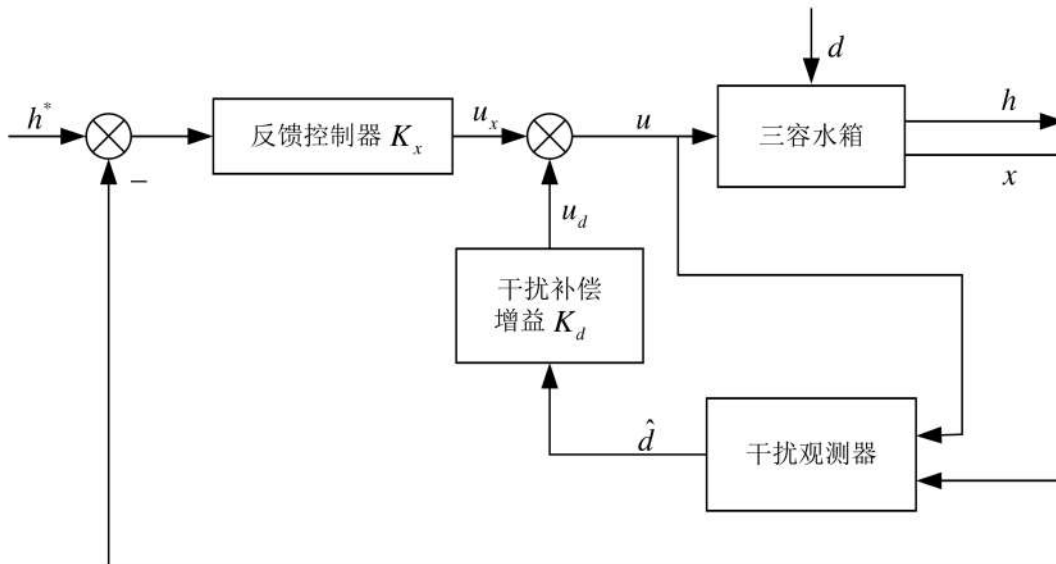 d
h*
反馈控制器 K_x
u_x
u
三容水箱
h
x
−
u_d
干扰补偿
增益 K_d
d̂
干扰观测器